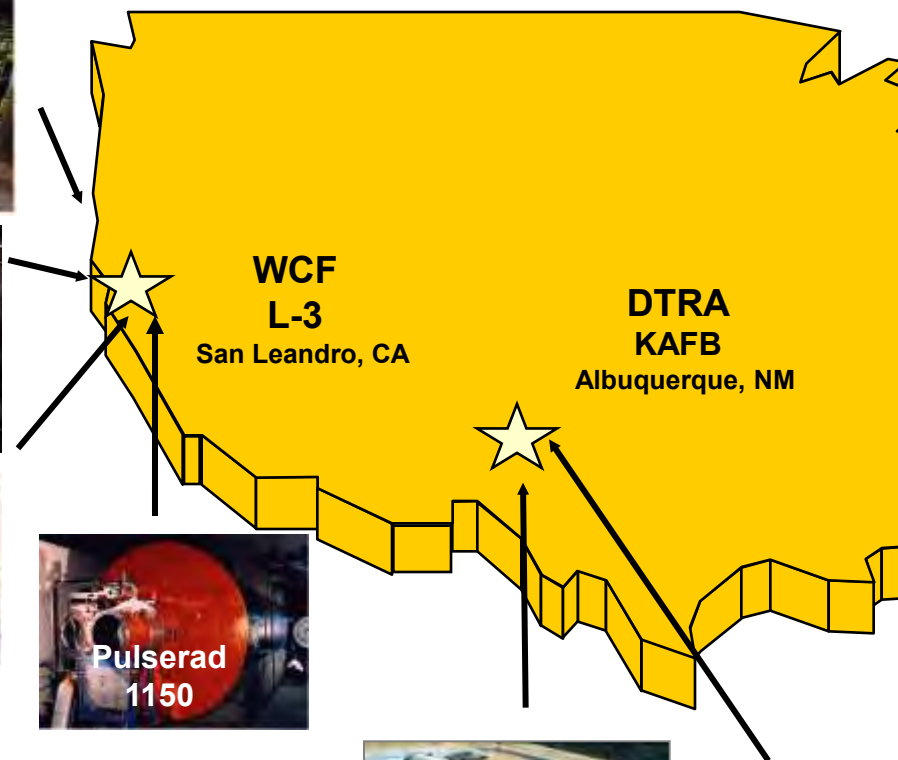 WCF
L-3
San Leandro, CA
DTRA
KAFB
Albuquerque, NM
Pulserad
1150